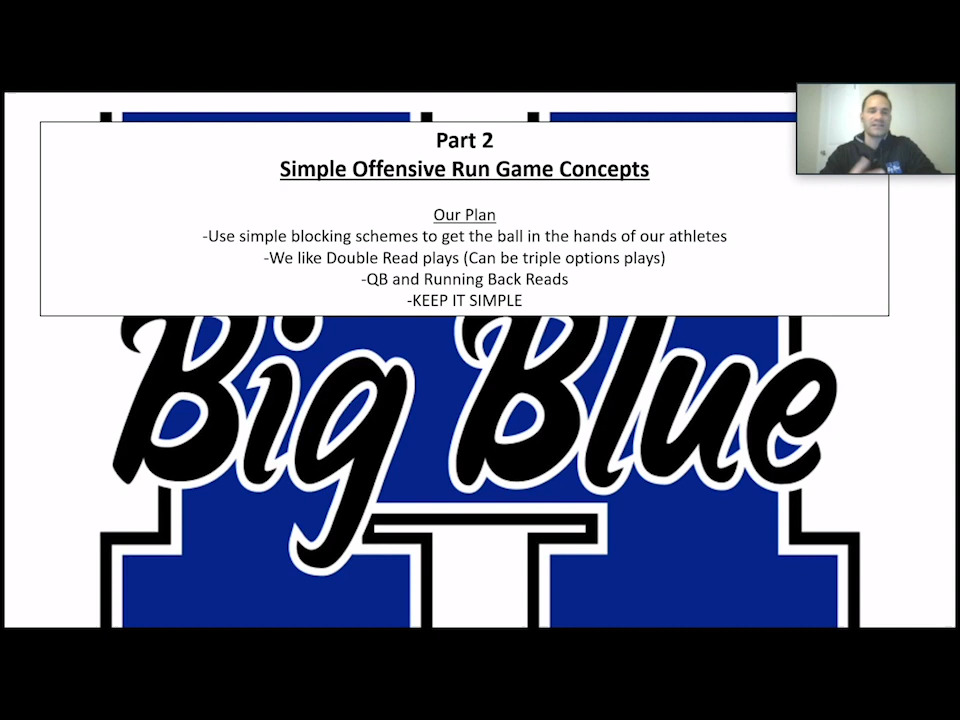 Part 2
Simple Offensive Run Game Concepts
Our Plan
-Use simple blocking schemes to get the ball in the hands of our athletes
-We like Double Read plays (Can be triple options plays)
-QB and Running Back Reads
-KEEP IT SIMPLE
Big Blue
H